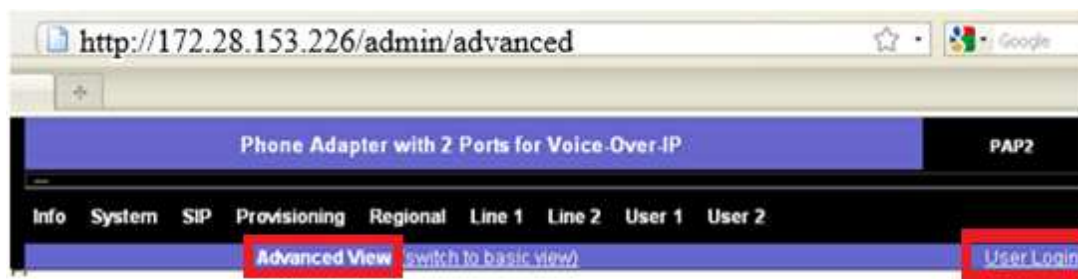 http://172.28.153.226/admin/advanced Google
Phone Adapter with 2 Ports for Voice-Over-IP PAP2
Info System SIP Provisioning Regional Line 1 Line 2 User 1 User 2
Advanced View (switch to basic view) User Login